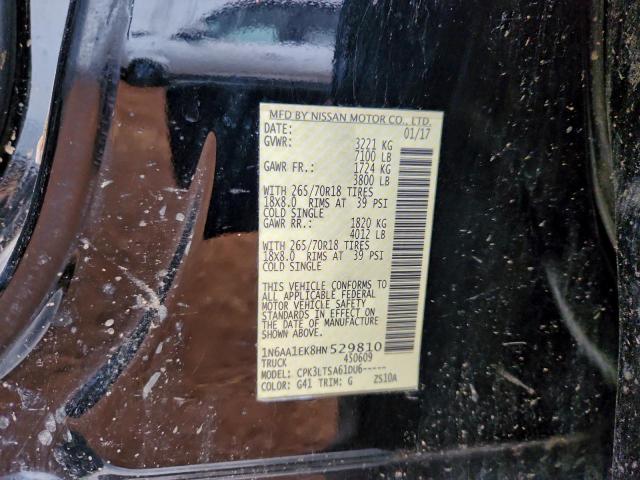 MFD BY NISSAN MOTOR CO., LTD.
DATE: 01/17
GVWR: 3221 KG
7100 LB
GAWR FR.: 1724 KG
3800 LB
WITH 265/70R18 TIRES
18X8.0 RIMS AT 39 PSI
COLD SINGLE
GAWR RR.: 1820 KG
4012 LB
WITH 265/70R18 TIRES
18X8.0 RIMS AT 39 PSI
COLD SINGLE
THIS VEHICLE CONFORMS TO
ALL APPLICABLE FEDERAL
MOTOR VEHICLE SAFETY
STANDARDS IN EFFECT ON
THE DATE OF MANUFACTURE
SHOWN ABOVE.
1N6AA1EK8HN529810
TRUCK 450609
MODEL: CPK3LTSA61DU6-----
COLOR: G41 TRIM: G ZS10A